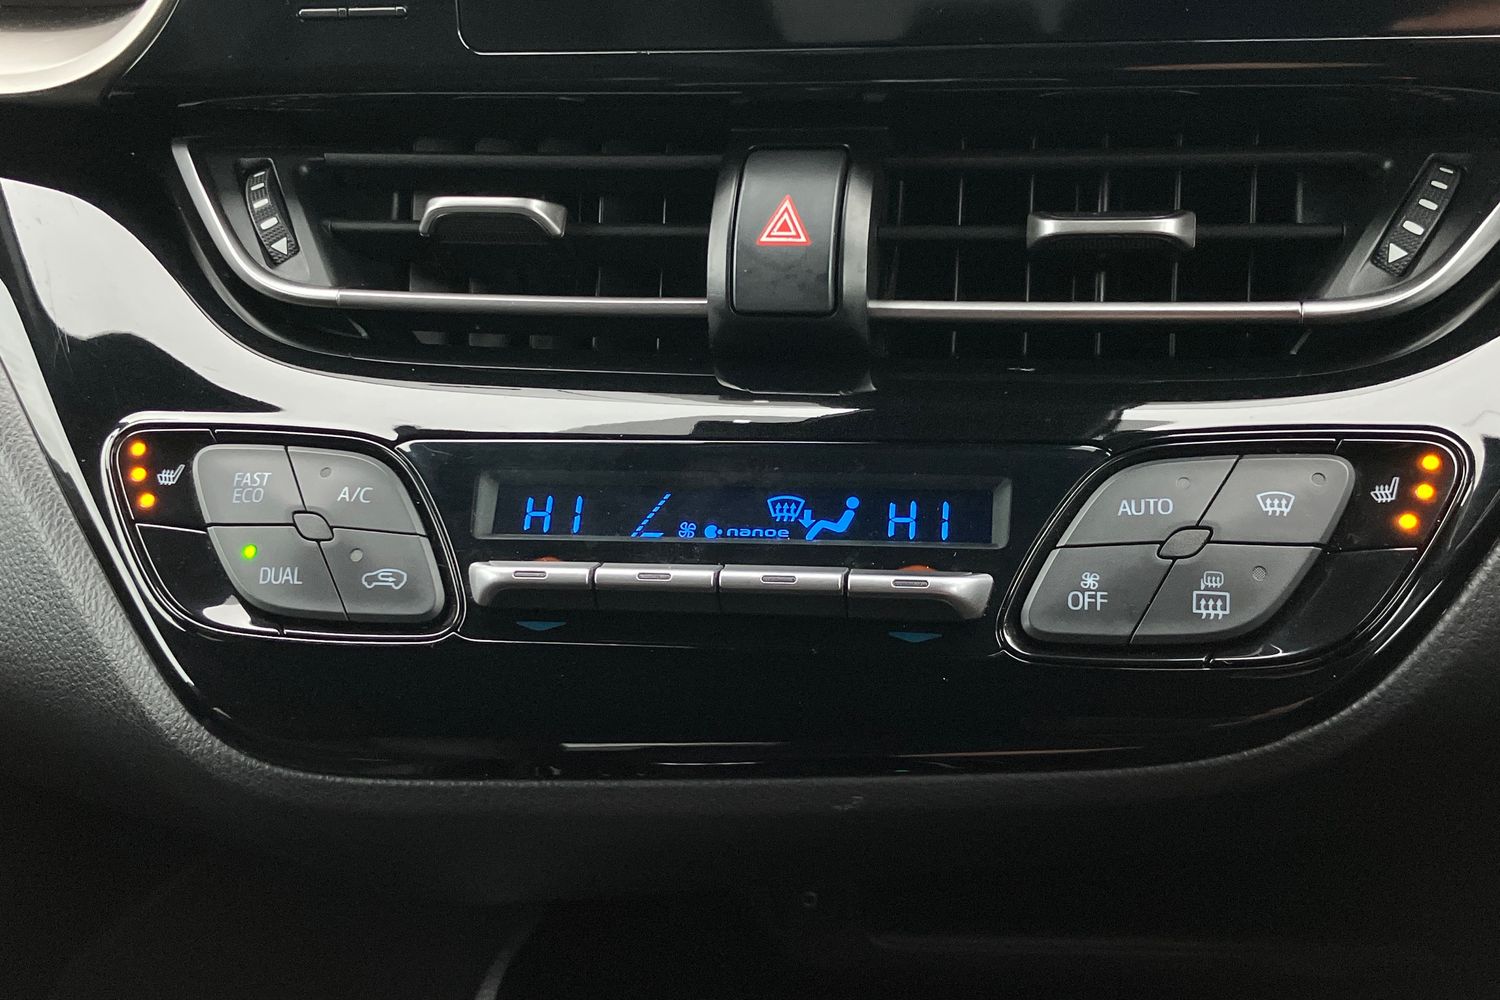 FAST
ECO
A/C
DUAL
HI
nanoe
HI
AUTO
OFF